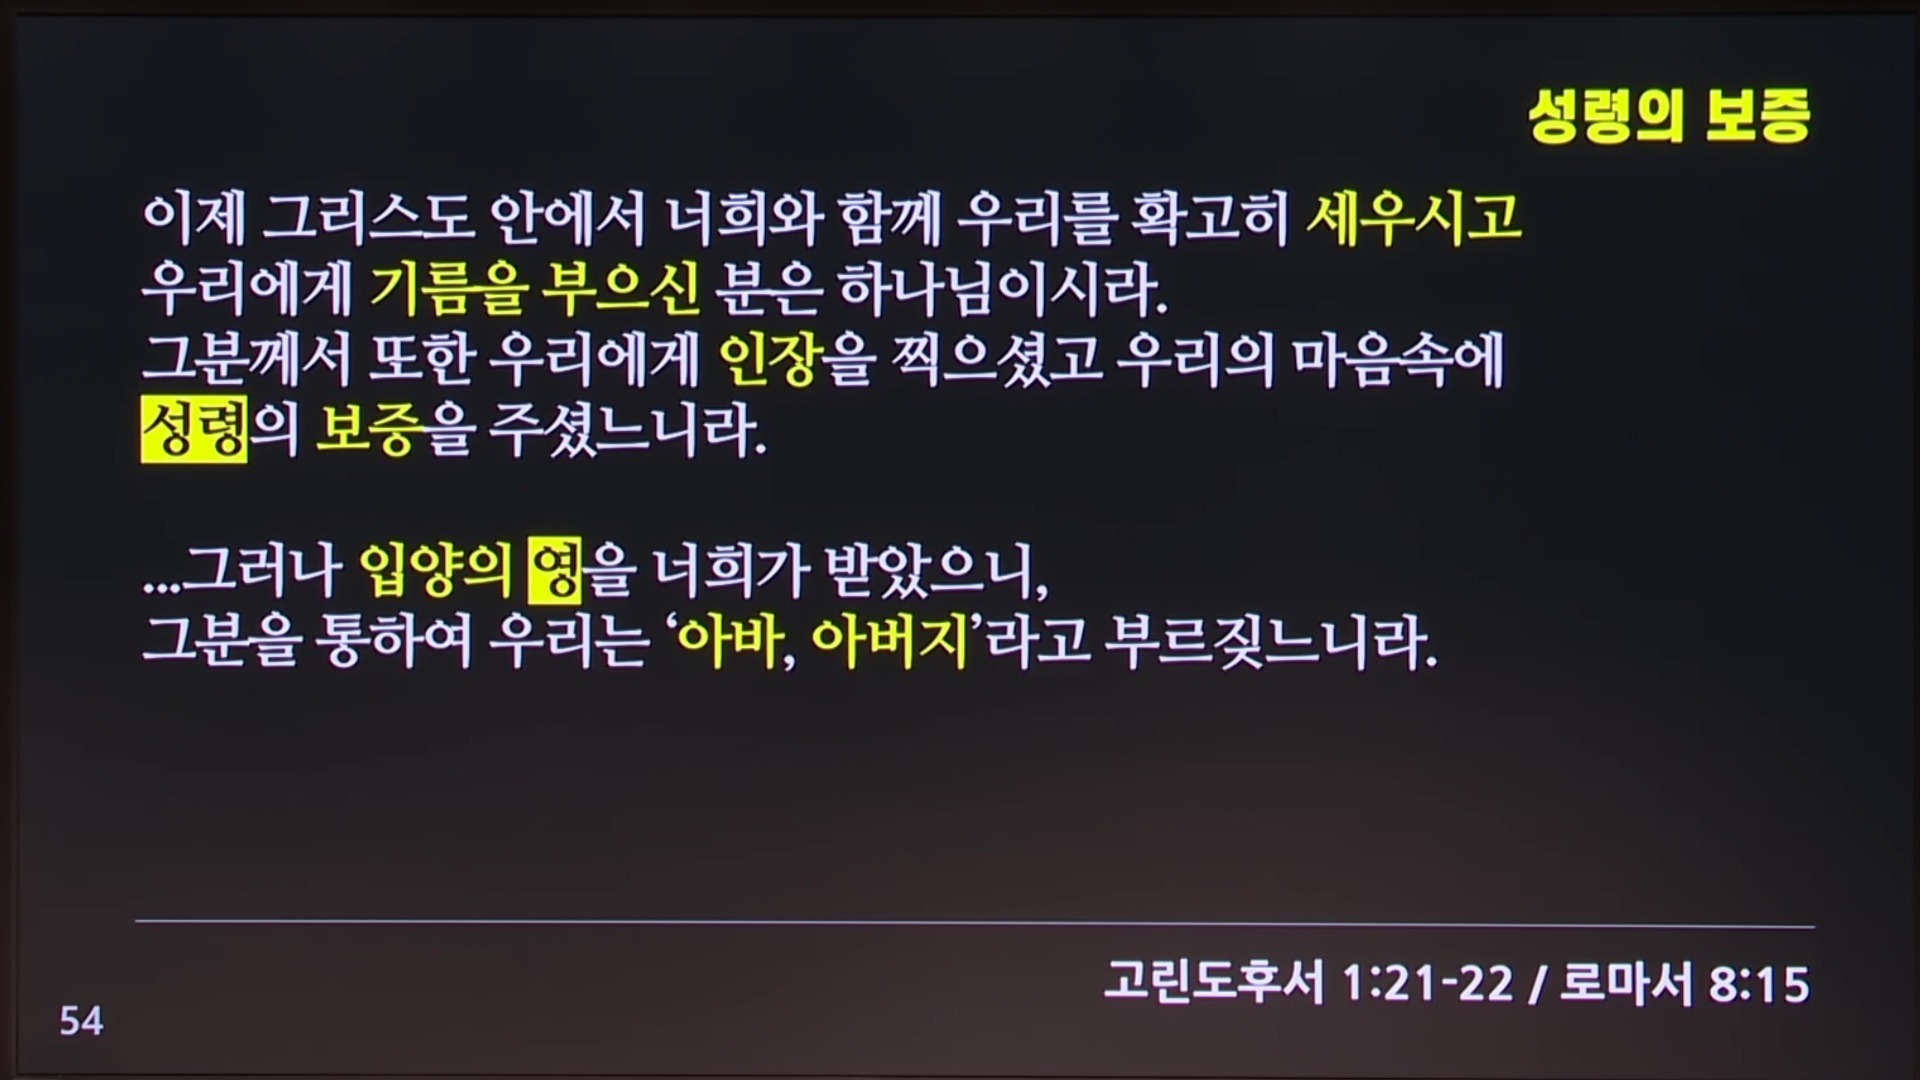 성령의 보증
이제 그리스도 안에서 너희와 함께 우리를 확고히 세우시고
우리에게 기름을 부으신 분은 하나님이시라.
그분께서 또한 우리에게 인장을 찍으셨고 우리의 마음속에
성령의 보증을 주셨느니라.
...그러나 입양의 영을 너희가 받았으니,
그분을 통하여 우리는 ‘아바, 아버지’라고 부르짖느니라.
고린도후서 1:21-22 / 로마서 8:15
54